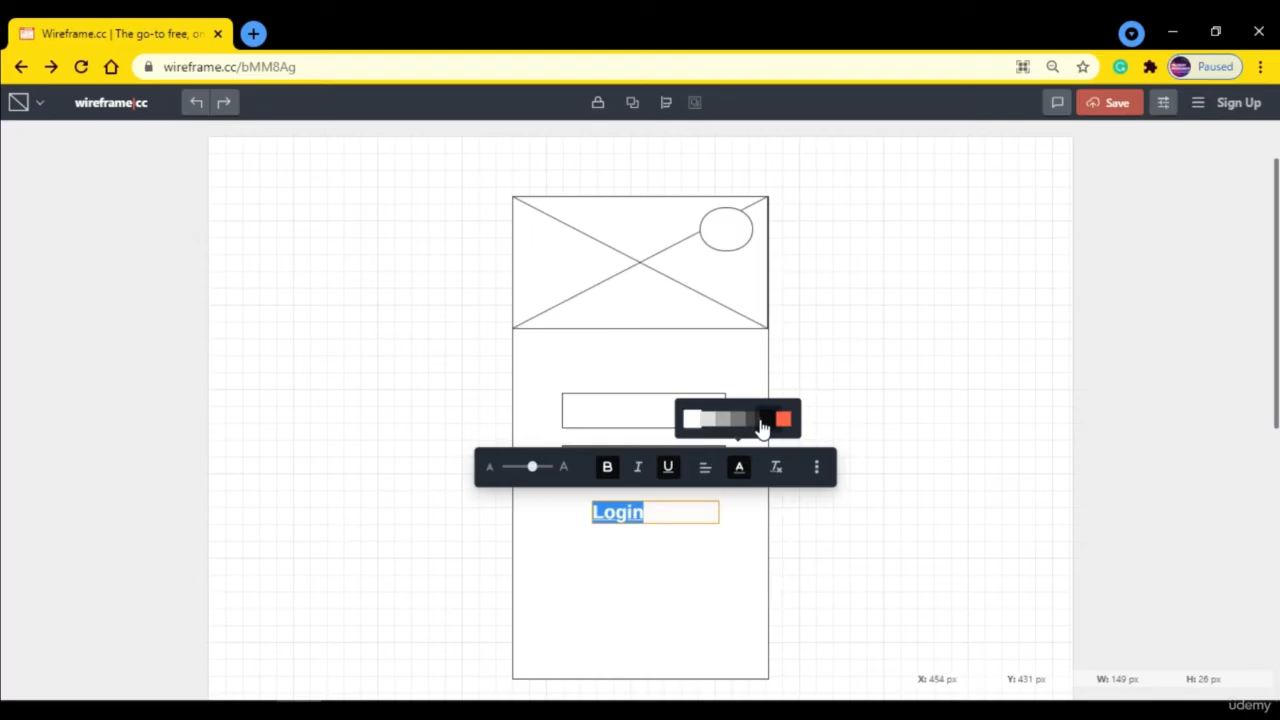 Wireframe.cc | The go-to free, on
wireframe.cc/bMM8Ag
Paused
wireframe|cc
Save
Sign Up
A A B I U A Tx
Login
X: 454 px Y: 431 px W: 149 px H: 26 px
udemy